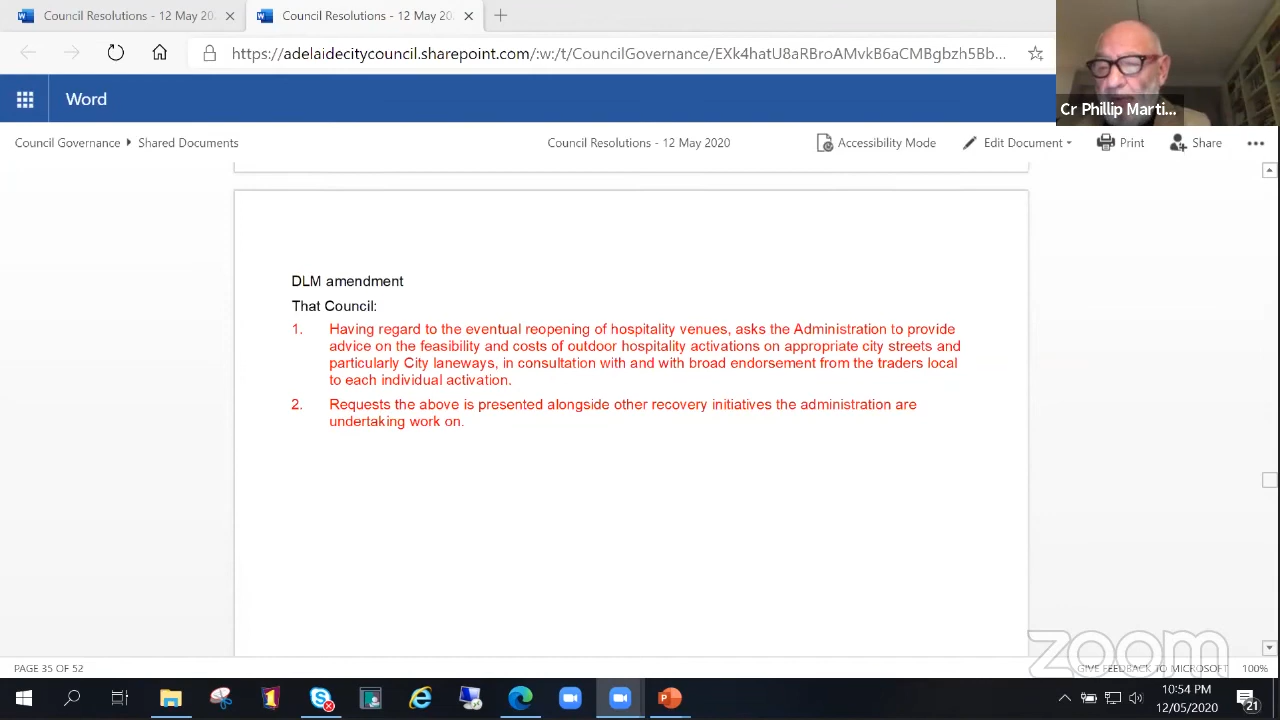 Council Resolutions - 12 May 20.
Council Resolutions - 12 May 20.
https://adelaidecitycouncil.sharepoint.com/:w:/t/CouncilGovernance/EXk4hatU8aRBroAMvkB6aCMBgbzh5Bb...
Cr Phillip Marti...
Word
Council Governance Shared Documents
Council Resolutions - 12 May 2020
Accessibility Mode
Edit Document
Print
Share
DLM amendment
That Council:
1. Having regard to the eventual reopening of hospitality venues, asks the Administration to provide
advice on the feasibility and costs of outdoor hospitality activations on appropriate city streets and
particularly City laneways, in consultation with and with broad endorsement from the traders local
to each individual activation.
2. Requests the above is presented alongside other recovery initiatives the administration are
undertaking work on.
zoom
PAGE 35 OF 52
GIVE FEEDBACK TO MICROSOFT
100%
10:54 PM
12/05/2020
21